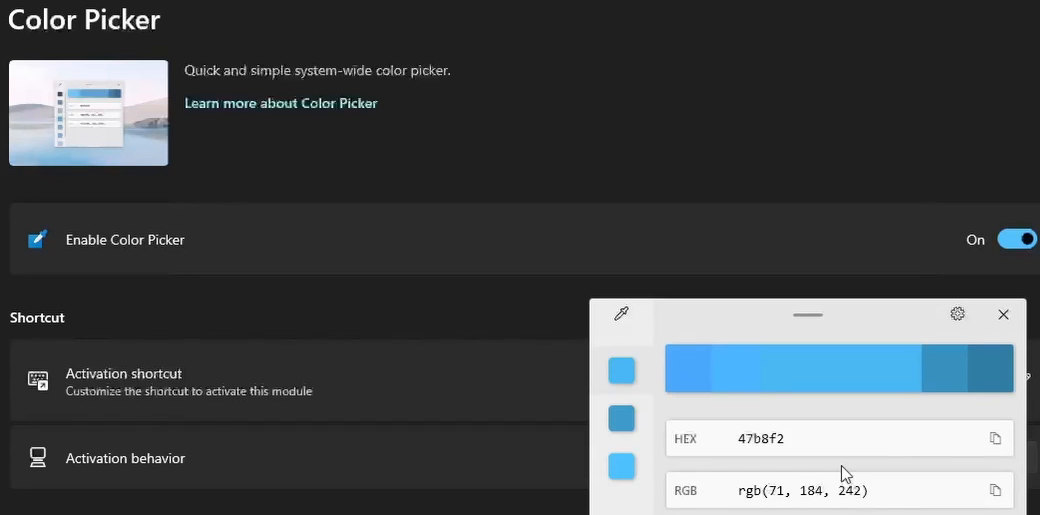 Color Picker
Quick and simple system-wide color picker.
Learn more about Color Picker
Enable Color Picker
On
Shortcut
Activation shortcut
Customize the shortcut to activate this module
Activation behavior
HEX 47b8f2
RGB rgb(71, 184, 242)